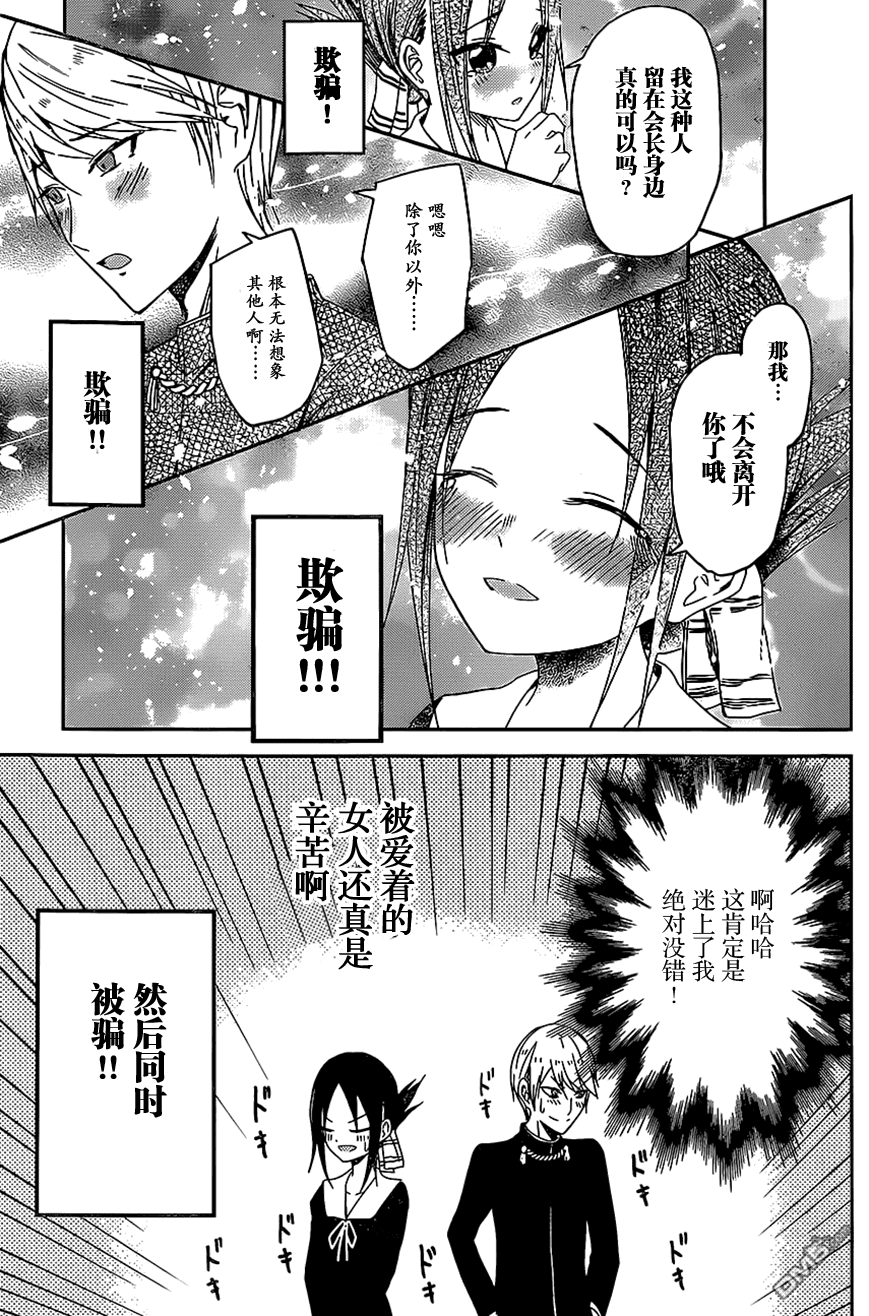 我这种人
留在会长身边
真的可以吗？
欺骗！
嗯嗯
除了你以外……
根本无法想象
其他人啊……
欺骗!!
那我…
不会离开
你了哦
欺骗!!!
啊哈哈
这肯定是
迷上了我
绝对没错！
被爱着的
女人还真是
辛苦啊
然后同时
被骗!!
ドキ
ドキ
ドキ
ドキ
ドキ
ドキ
DMB